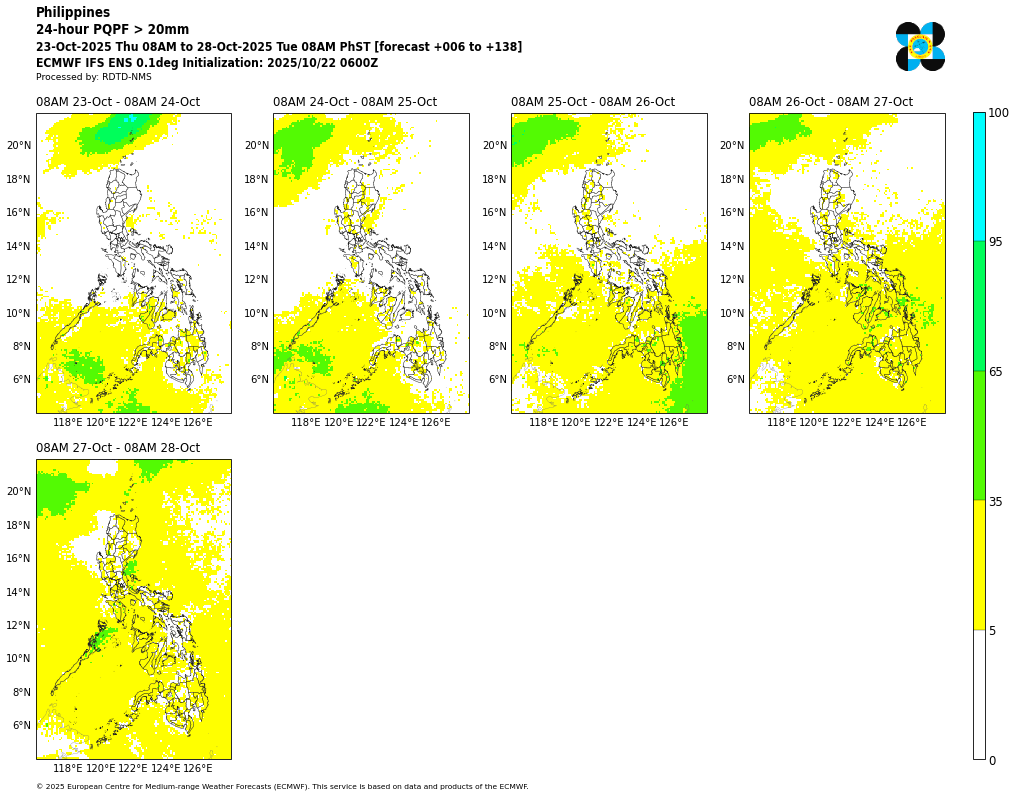 Philippines
24-hour PQPF > 20mm
23-Oct-2025 Thu 08AM to 28-Oct-2025 Tue 08AM PhST [forecast +006 to +138]
ECMWF IFS ENS 0.1deg Initialization: 2025/10/22 0600Z
Processed by: RDTD-NMS
08AM 23-Oct - 08AM 24-Oct
20°N
18°N
16°N
14°N
12°N
10°N
8°N
6°N
118°E 120°E 122°E 124°E 126°E
08AM 24-Oct - 08AM 25-Oct
20°N
18°N
16°N
14°N
12°N
10°N
8°N
6°N
118°E 120°E 122°E 124°E 126°E
08AM 25-Oct - 08AM 26-Oct
20°N
18°N
16°N
14°N
12°N
10°N
8°N
6°N
118°E 120°E 122°E 124°E 126°E
08AM 26-Oct - 08AM 27-Oct
20°N
18°N
16°N
14°N
12°N
10°N
8°N
6°N
118°E 120°E 122°E 124°E 126°E
100
95
65
35
5
0
08AM 27-Oct - 08AM 28-Oct
20°N
18°N
16°N
14°N
12°N
10°N
8°N
6°N
118°E 120°E 122°E 124°E 126°E
© 2025 European Centre for Medium-range Weather Forecasts (ECMWF). This service is based on data and products of the ECMWF.